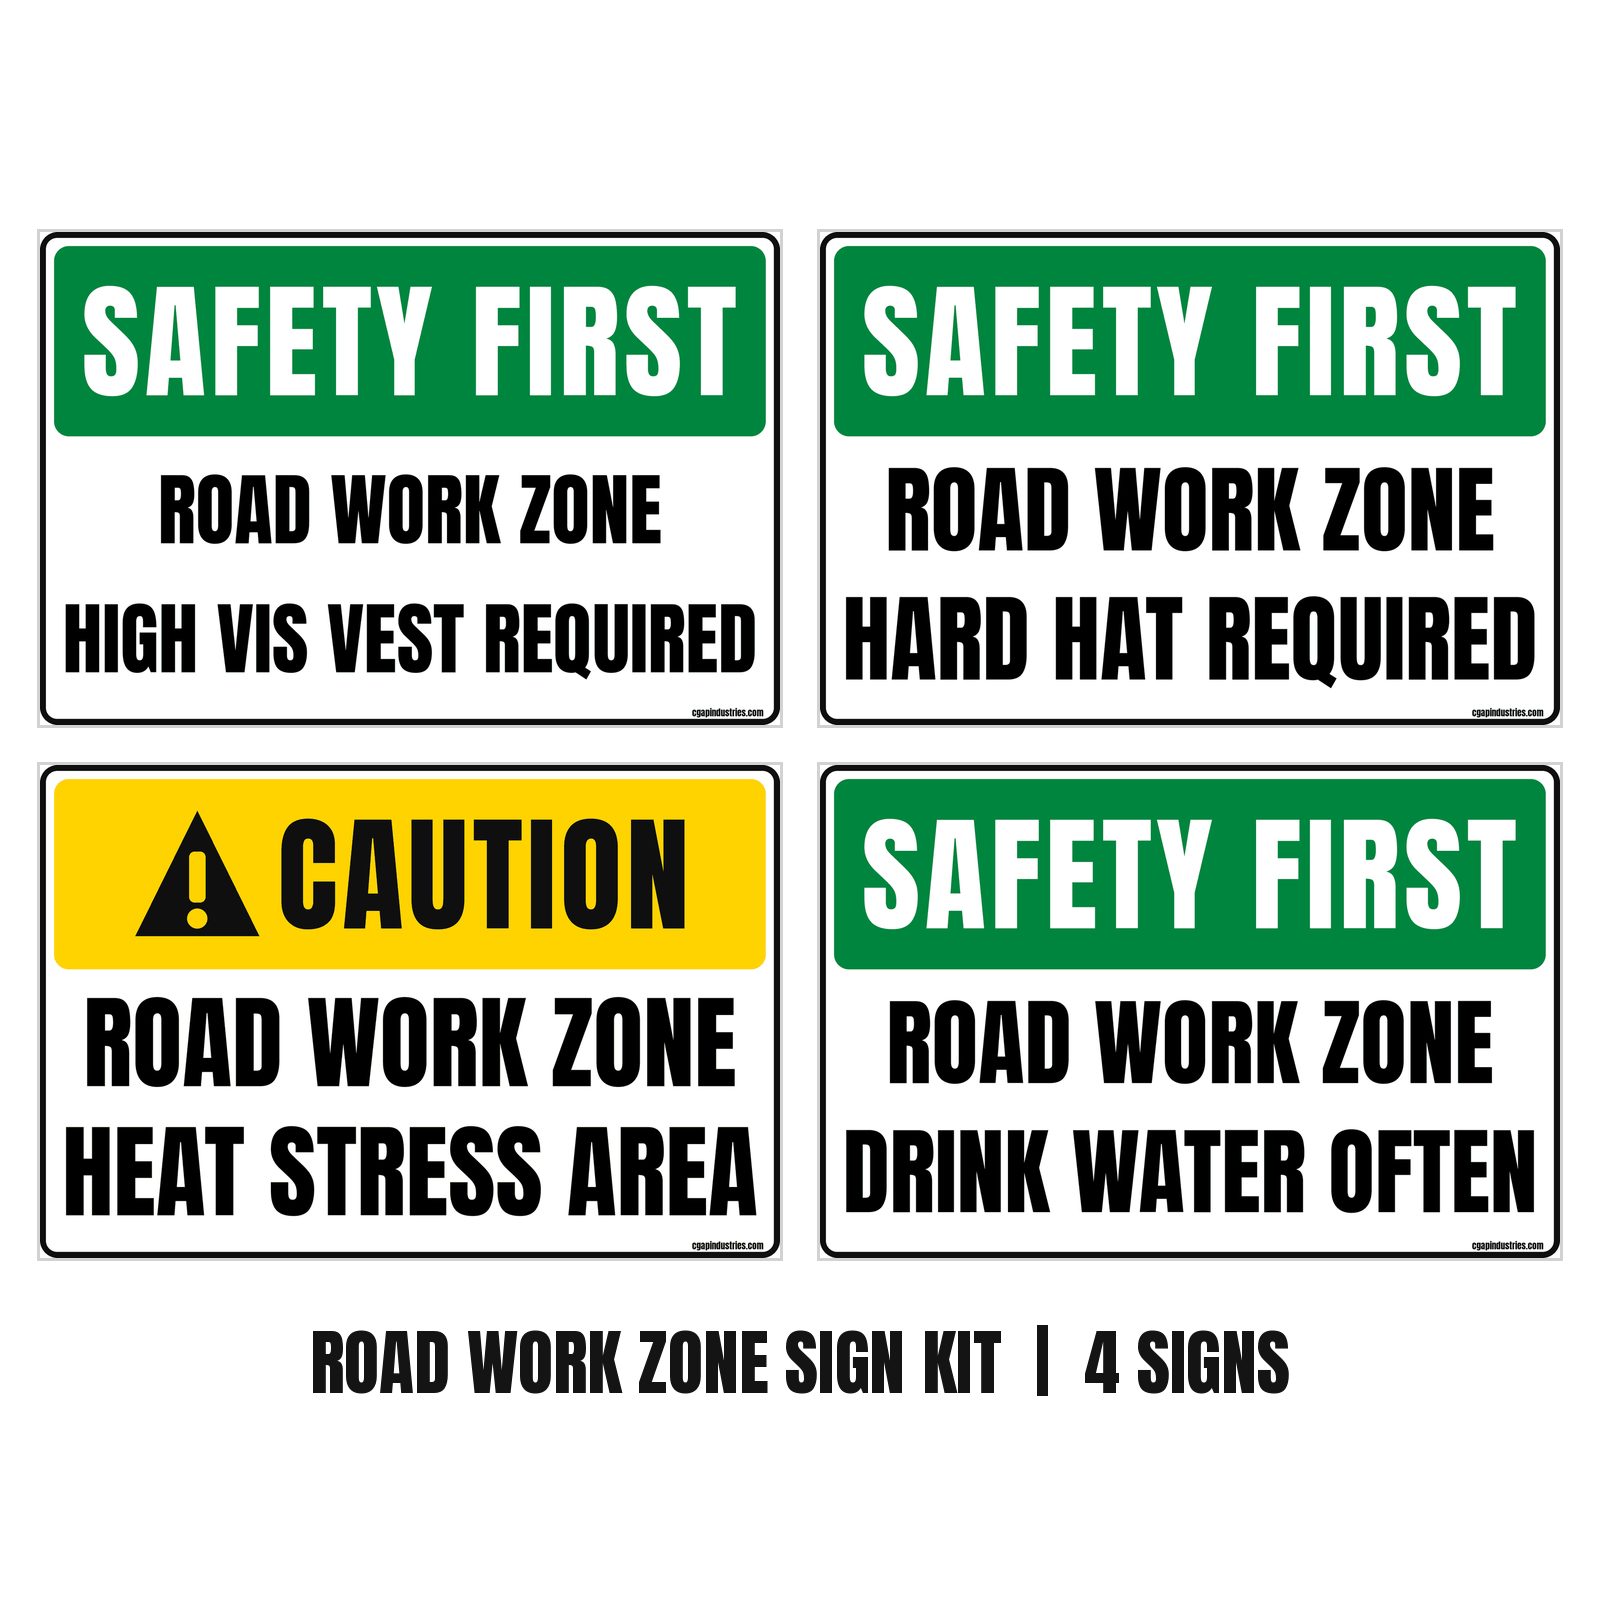 SAFETY FIRST
ROAD WORK ZONE
HIGH VIS VEST REQUIRED
cgapindustries.com
SAFETY FIRST
ROAD WORK ZONE
HARD HAT REQUIRED
cgapindustries.com
CAUTION
ROAD WORK ZONE
HEAT STRESS AREA
cgapindustries.com
SAFETY FIRST
ROAD WORK ZONE
DRINK WATER OFTEN
cgapindustries.com
ROAD WORK ZONE SIGN KIT | 4 SIGNS